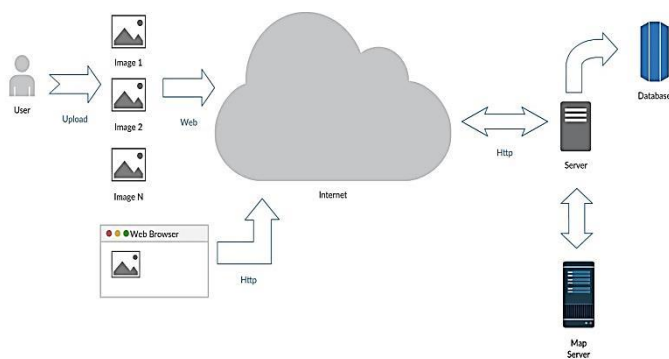 Image 1
User
Upload
Image 2
Web
Database
Http
Server
Image N
Internet
Web Browser
Http
Map
Server